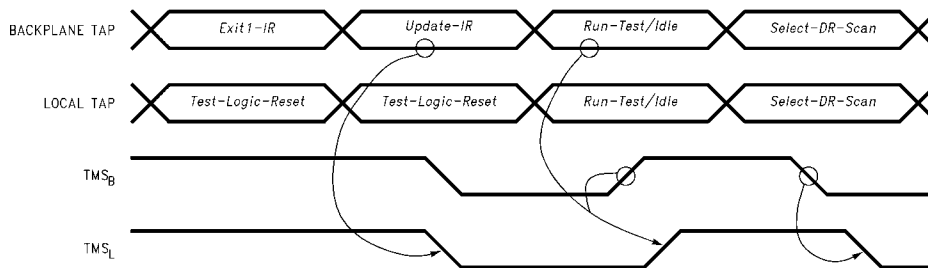 BACKPLANE TAP Exit1-IR Update-IR Run-Test/Idle Select-DR-Scan
LOCAL TAP Test-Logic-Reset Test-Logic-Reset Run-Test/Idle Select-DR-Scan
TMSB
TMSL